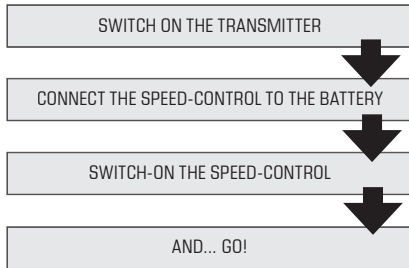 SWITCH ON THE TRANSMITTER
CONNECT THE SPEED-CONTROL TO THE BATTERY
SWITCH-ON THE SPEED-CONTROL
AND... GO!